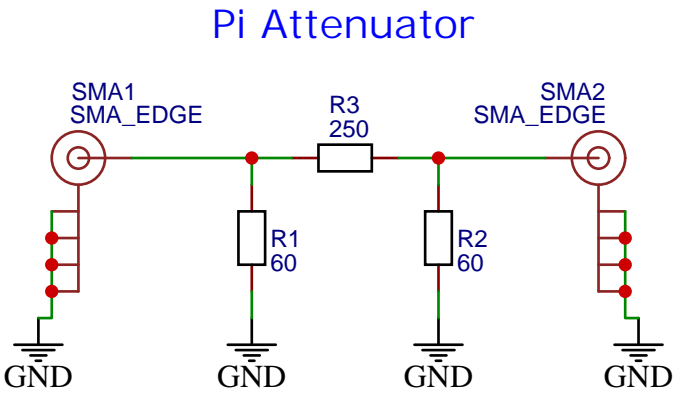 Pi Attenuator
SMA1
SMA_EDGE
R3
250
SMA2
SMA_EDGE
R1
60
R2
60
GND
GND
GND
GND